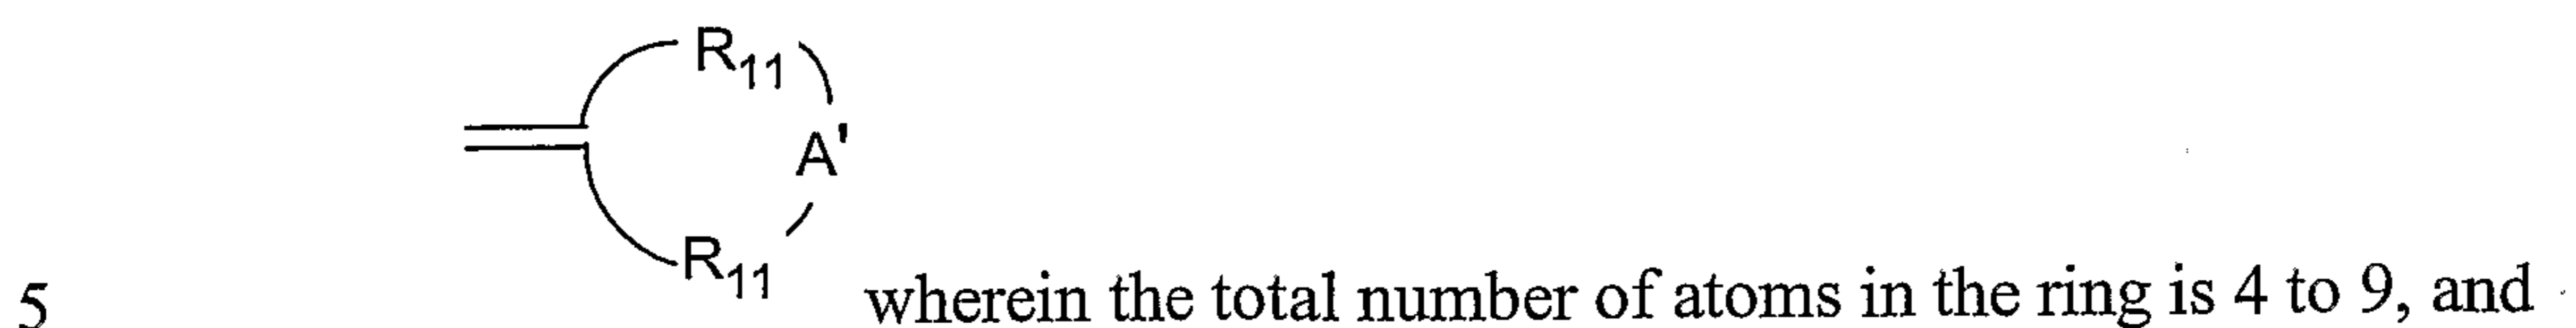 R11
A'
R11
5 wherein the total number of atoms in the ring is 4 to 9, and